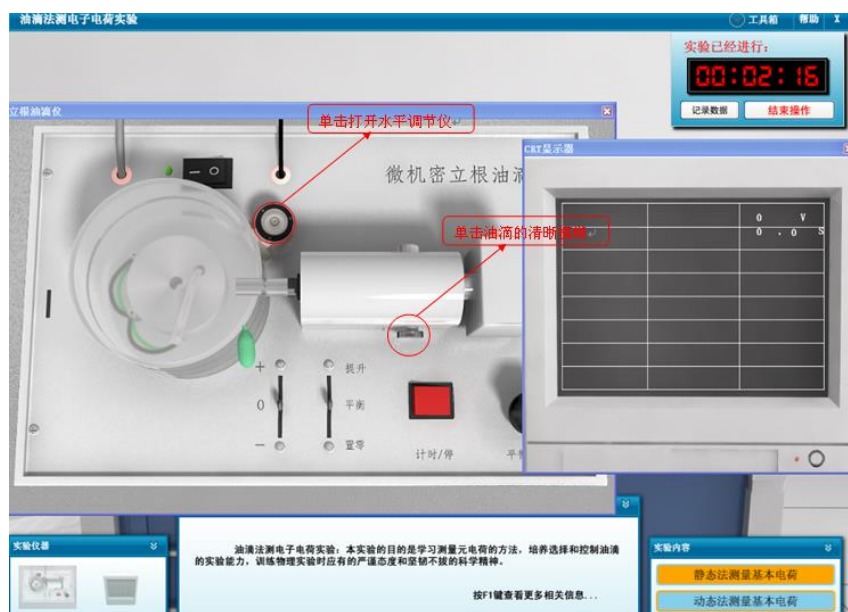 油滴法测电子电荷实验
工具箱 帮助 X
实验已经进行:
00:02:16
记录数据 结束操作
立根油滴仪
单击打开水平调节仪
CRT显示器
微机密立根油滴
0 V
0.0 S
单击油滴的清晰
+ 提升
0 平衡
- 置零
计时/停
平
实验仪器
油滴法测电子电荷实验:本实验的目的是学习测量元电荷的方法,培养选择和控制油滴
的实验能力,训练物理实验时应有的严谨态度和坚韧不拔的科学精神。
按F1键查看更多相关信息...
实验内容
静态法测量基本电荷
动态法测量基本电荷